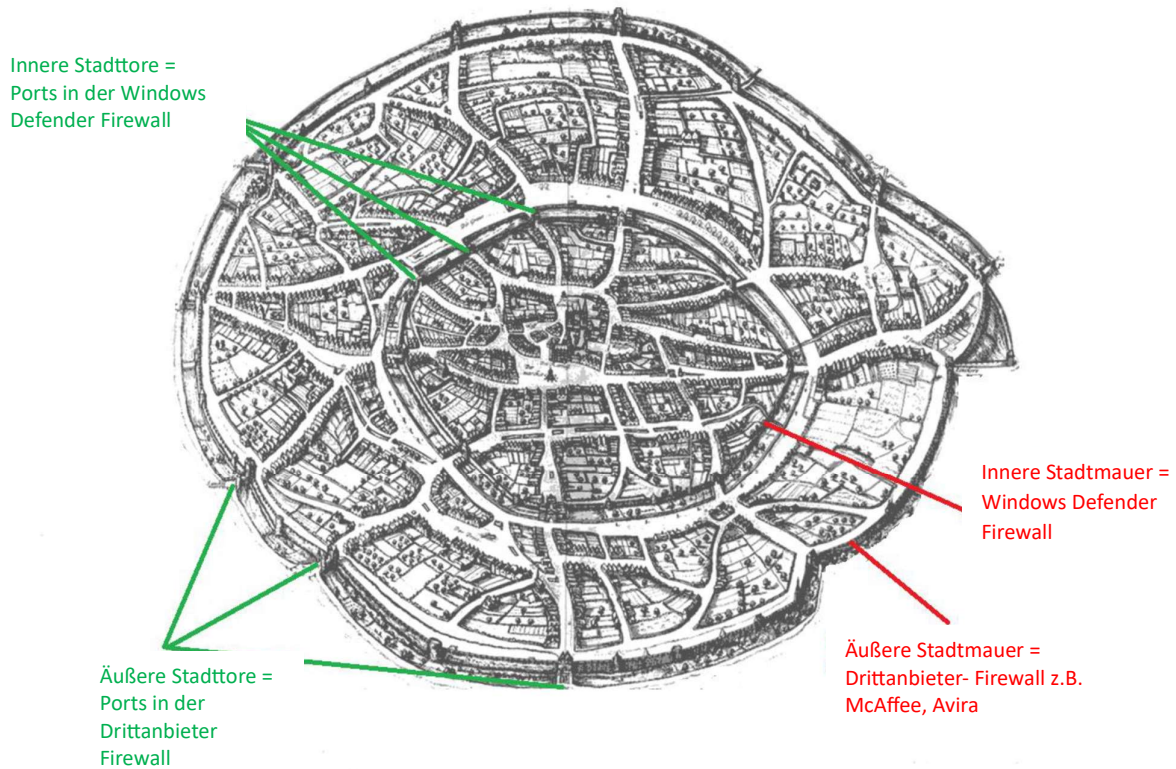 Innere Stadttore =
Ports in der Windows
Defender Firewall
Innere Stadtmauer =
Windows Defender
Firewall
Äußere Stadtmauer =
Drittanbieter- Firewall z.B.
McAffee, Avira
Äußere Stadttore =
Ports in der
Drittanbieter
Firewall